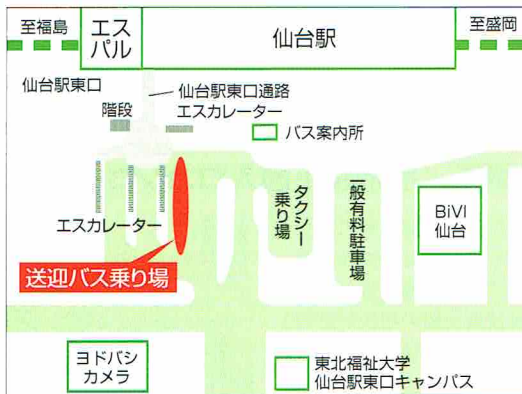 至福島
エス
パル
仙台駅
至盛岡
仙台駅東口
仙台駅東口通路
階段
エスカレーター
バス案内所
エスカレーター
タクシー
乗り場
一般有料駐車場
BiVI
仙台
送迎バス乗り場
ヨドバシ
カメラ
東北福祉大学
仙台駅東口キャンパス